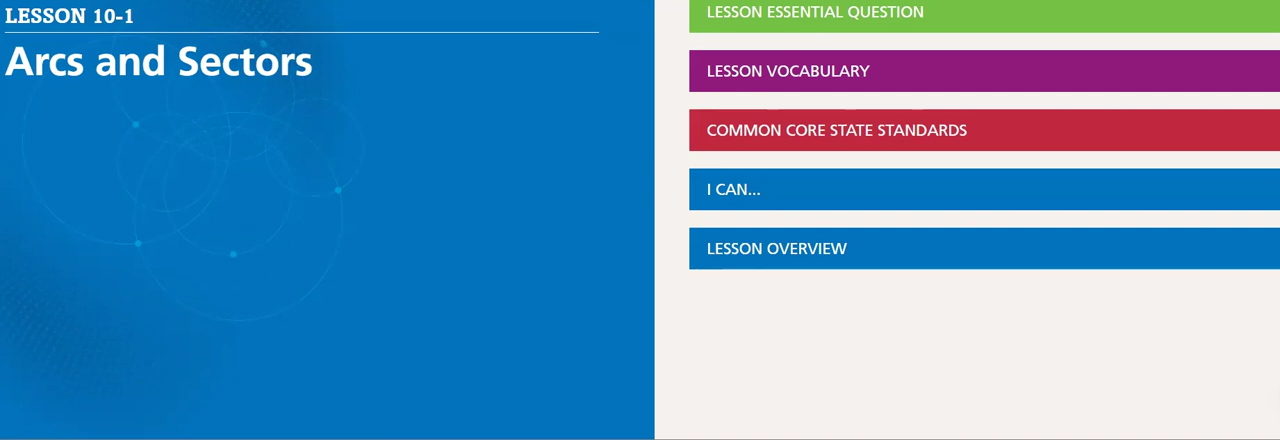 LESSON 10-1
Arcs and Sectors
LESSON ESSENTIAL QUESTION
LESSON VOCABULARY
COMMON CORE STATE STANDARDS
I CAN...
LESSON OVERVIEW